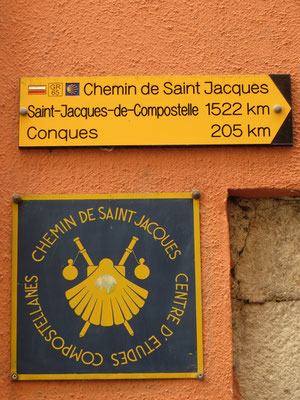 Chemin de Saint Jacques
Saint-Jacques-de-Compostelle 1522 km
Conques 205 km
CHEMIN DE SAINT JACQUES
CENTRE D'ETUDES COMPOSTELLANES